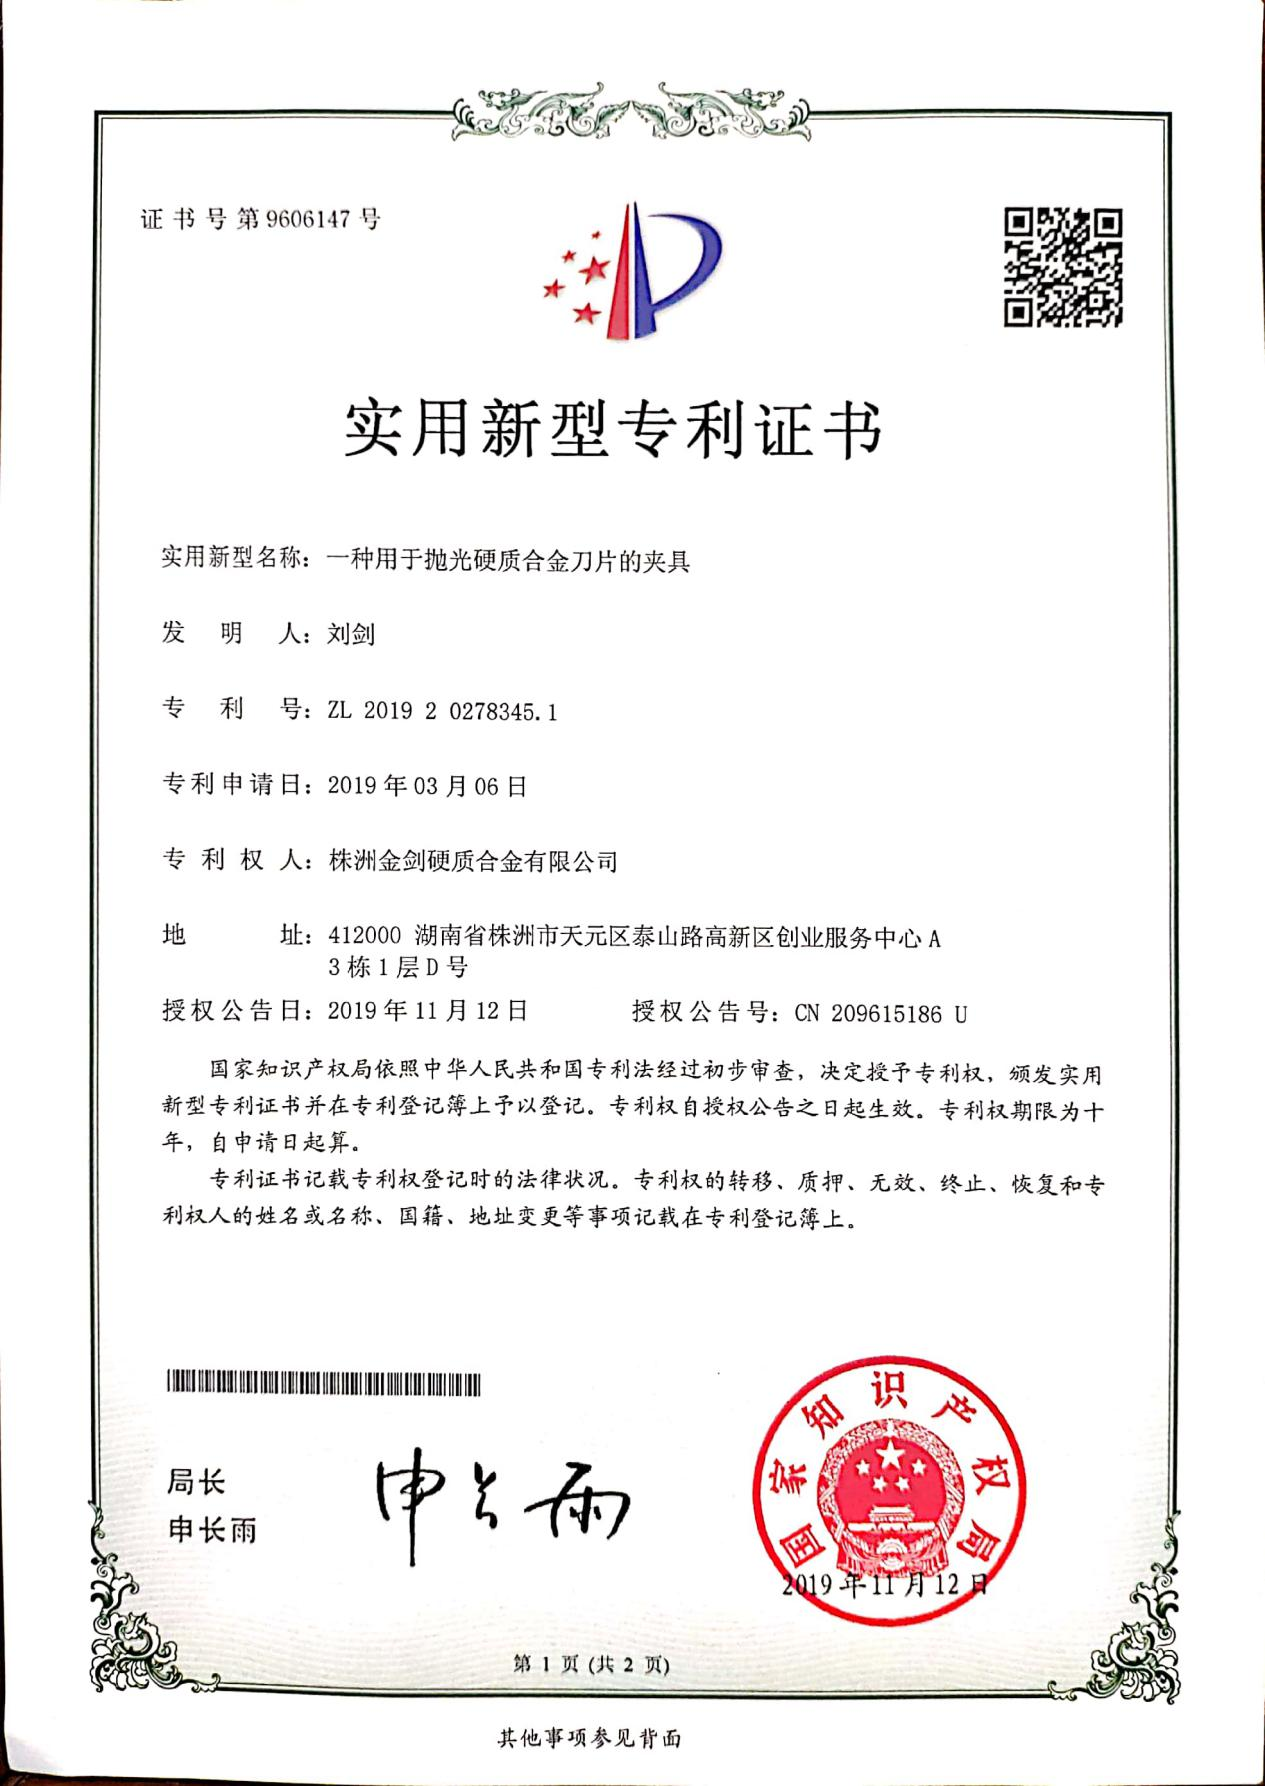 证书号第9606147号
实用新型专利证书
实用新型名称：一种用于抛光硬质合金刀片的夹具
发明人：刘剑
专利号：ZL 2019 2 0278345.1
专利申请日：2019年03月06日
专利权人：株洲金剑硬质合金有限公司
地址：412000 湖南省株洲市天元区泰山路高新区创业服务中心A
3栋1层D号
授权公告日：2019年11月12日 授权公告号：CN 209615186 U
国家知识产权局依照中华人民共和国专利法经过初步审查，决定授予专利权，颁发实用
新型专利证书并在专利登记簿上予以登记。专利权自授权公告之日起生效。专利权期限为十
年，自申请日起算。
专利证书记载专利权登记时的法律状况。专利权的转移、质押、无效、终止、恢复和专
利权人的姓名或名称、国籍、地址变更等事项记载在专利登记簿上。
局长
申长雨
申长雨
国家知识产权局
2019年11月12日
第 1 页 (共 2 页)
其他事项参见背面